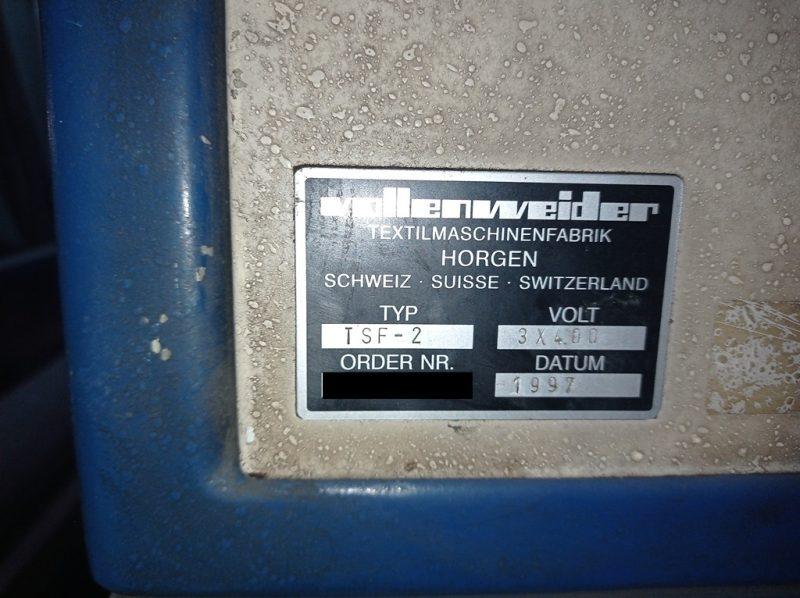 vollenweider
TEXTILMASCHINENFABRIK
HORGEN
SCHWEIZ · SUISSE · SWITZERLAND
TYP VOLT
TSF-2 3X400
ORDER NR. DATUM
1997